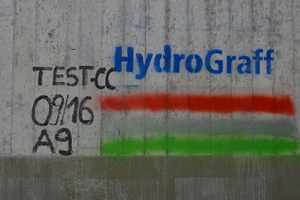 HydroGraff
TEST-CC
09/16
A9